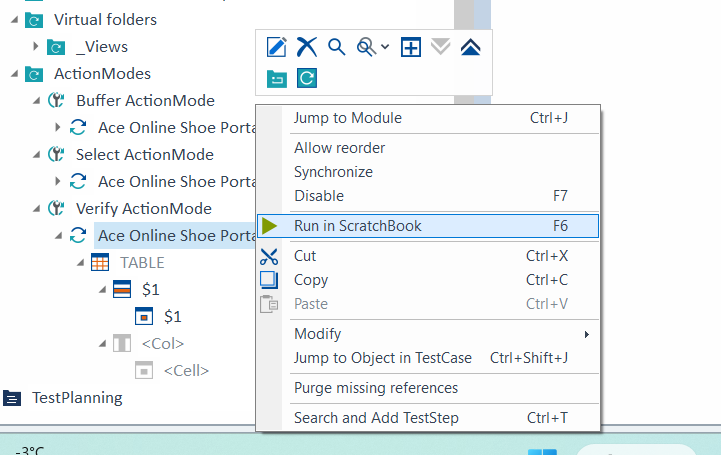 Virtual folders
_Views
ActionModes
Buffer ActionMode
Ace Online Shoe Porta
Select ActionMode
Ace Online Shoe Porta
Verify ActionMode
Ace Online Shoe Porta
TABLE
$1
$1
<Col>
<Cell>
TestPlanning
Jump to Module Ctrl+J
Allow reorder
Synchronize
Disable F7
Run in ScratchBook F6
Cut Ctrl+X
Copy Ctrl+C
Paste Ctrl+V
Modify
Jump to Object in TestCase Ctrl+Shift+J
Purge missing references
Search and Add TestStep Ctrl+T
-3°C